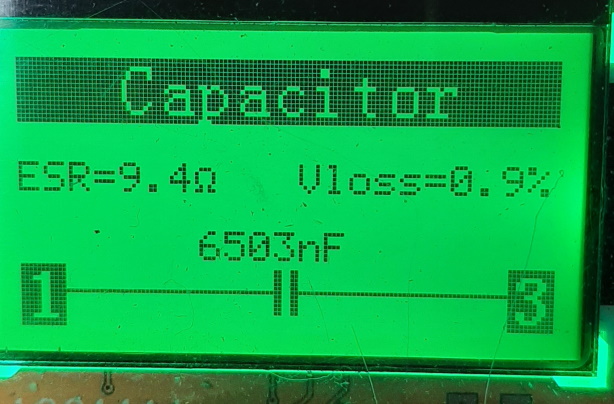 Capacitor
ESR=9.4Ω Vloss=0.9%
6503nF
1 3